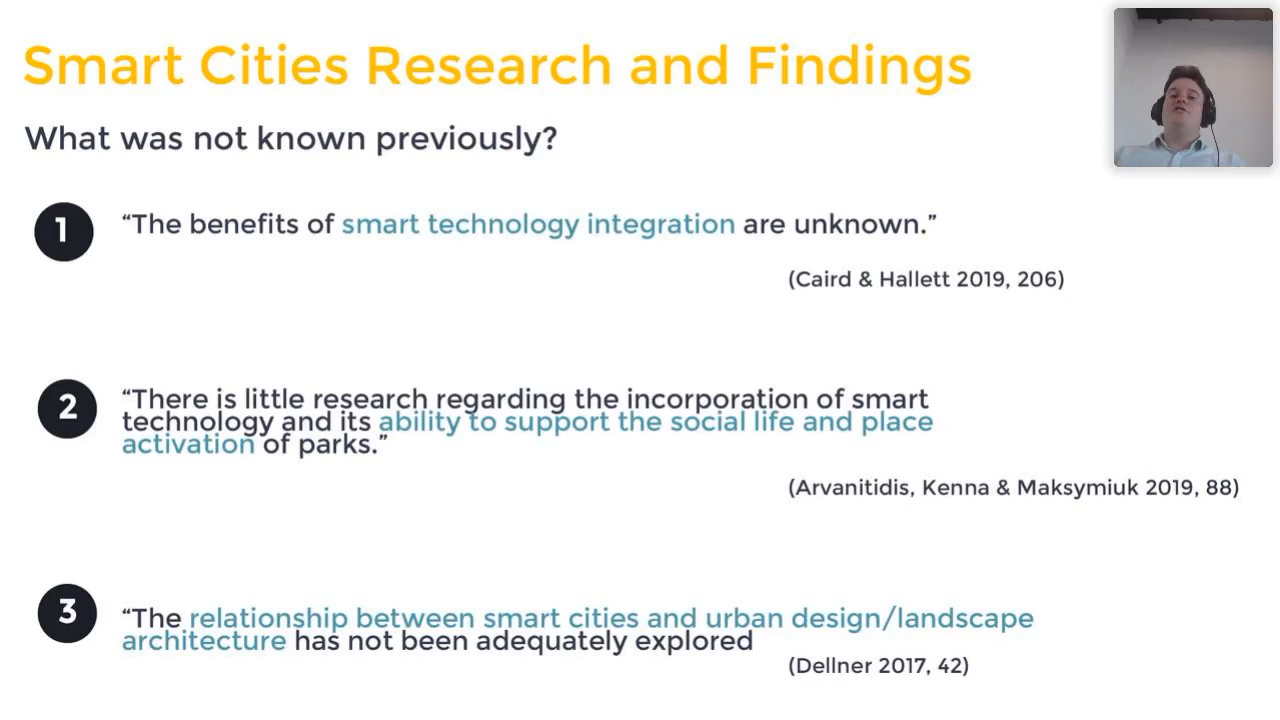 Smart Cities Research and Findings
What was not known previously?
1
“The benefits of smart technology integration are unknown.”
(Caird & Hallett 2019, 206)
2
“There is little research regarding the incorporation of smart
technology and its ability to support the social life and place
activation of parks.”
(Arvanitidis, Kenna & Maksymiuk 2019, 88)
3
“The relationship between smart cities and urban design/landscape
architecture has not been adequately explored
(Dellner 2017, 42)